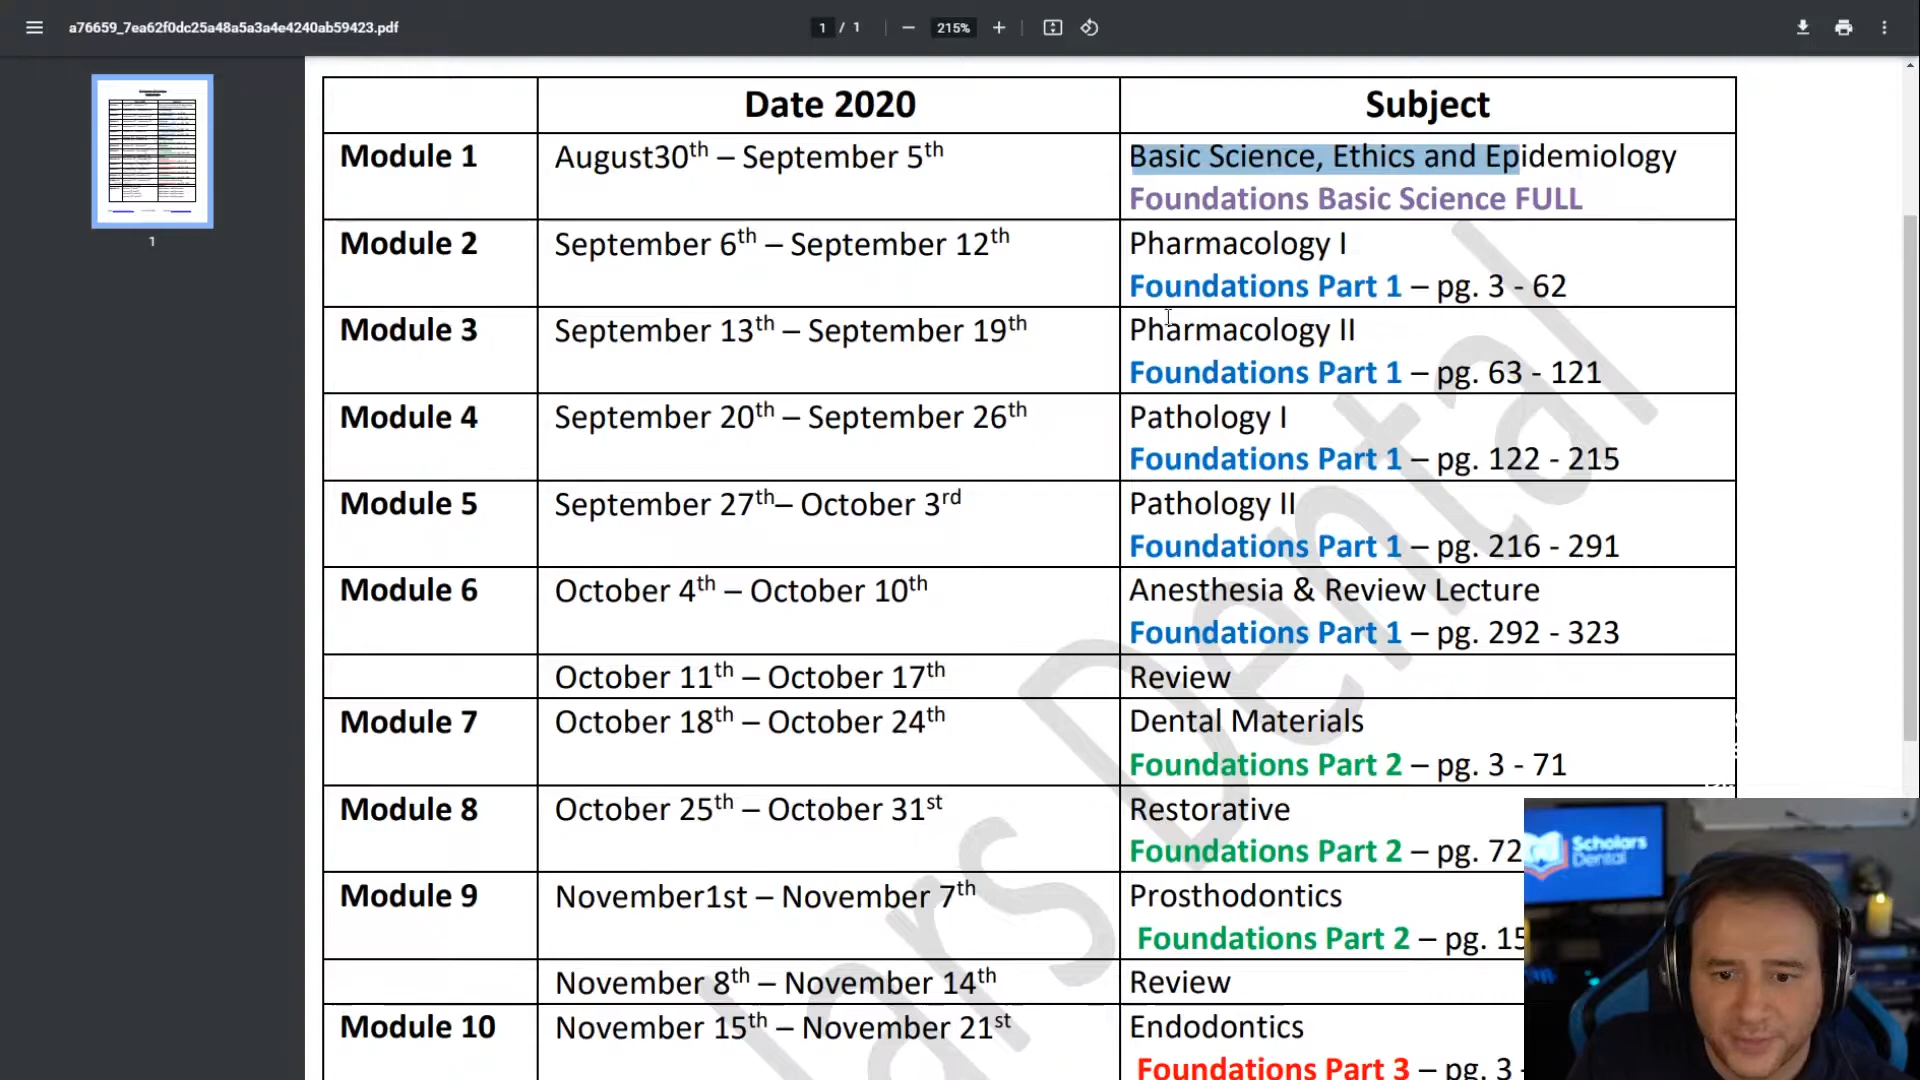 a76659_7ea62f0dc25a48a5a3a4e4240ab59423.pdf
1 / 1
215%
1
Date 2020 Subject
Module 1 August30th – September 5th Basic Science, Ethics and Epidemiology
Foundations Basic Science FULL
Module 2 September 6th – September 12th Pharmacology I
Foundations Part 1 – pg. 3 - 62
Module 3 September 13th – September 19th Pharmacology II
Foundations Part 1 – pg. 63 - 121
Module 4 September 20th – September 26th Pathology I
Foundations Part 1 – pg. 122 - 215
Module 5 September 27th– October 3rd Pathology II
Foundations Part 1 – pg. 216 - 291
Module 6 October 4th – October 10th Anesthesia & Review Lecture
Foundations Part 1 – pg. 292 - 323
October 11th – October 17th Review
Module 7 October 18th – October 24th Dental Materials
Foundations Part 2 – pg. 3 - 71
Module 8 October 25th – October 31st Restorative
Foundations Part 2 – pg. 72
Module 9 November1st – November 7th Prosthodontics
Foundations Part 2 – pg. 15
November 8th – November 14th Review
Module 10 November 15th – November 21st Endodontics
Foundations Part 3 – pg. 3
lars Dental
Scholars
Dental